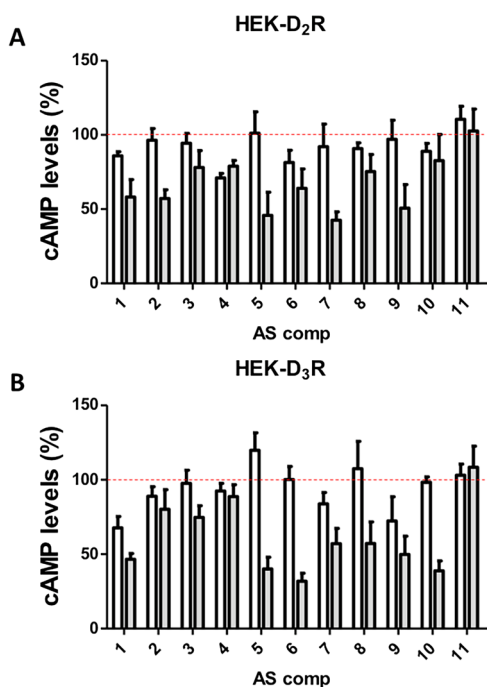 A
HEK-D₂R
cAMP levels (%)
150
100
50
0
1 2 3 4 5 6 7 8 9 10 11
AS comp
B
HEK-D₃R
cAMP levels (%)
150
100
50
0
1 2 3 4 5 6 7 8 9 10 11
AS comp